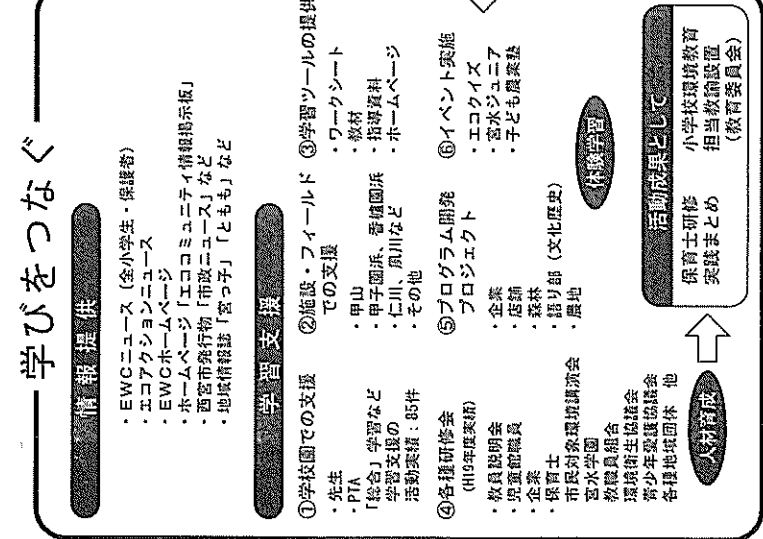 学びをつなぐ
情報提供
・EWCニュース（全小学生・保護者）
・エコアクションニュース
・EWCホームページ
・ホームページ「エココミュニティ情報掲示板」
・西宮市発行物「市政ニュース」など
・地域情報誌「宮っ子」「ともも」など
学習支援
①学校園での支援
・先生
・PTA
「総合」学習など
学習支援の
活動実績：85件
②施設・フィールド
での支援
・甲山
・甲子園浜、香櫨園浜
・仁川、夙川など
・その他
③学習ツールの提供
・ワークシート
・教材
・指導資料
・ホームページ
④各種研修会
(H19年度実績)
・教員説明会
・児童館職員
・企業
・保育士
市民対象環境講演会
宮水学園
教職員組合
環境衛生協議会
青少年愛護協議会
各種地域団体　他
⑤プログラム開発
プロジェクト
・企業
・店舗
・森林
・語り部（文化歴史）
・農地
⑥イベント実施
・エコクイズ
・宮水ジュニア
・子ども農業塾
体験学習
人材育成
活動成果として
保育士研修
実践まとめ
小学校環境教育
担当教諭設置
（教育委員会）